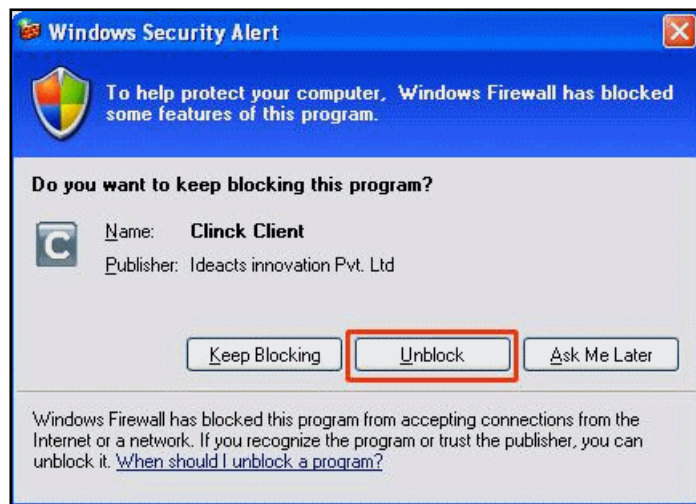 Windows Security Alert
To help protect your computer, Windows Firewall has blocked
some features of this program.
Do you want to keep blocking this program?
C
Name: Clinck Client
Publisher: Ideacts innovation Pvt. Ltd
Keep Blocking Unblock Ask Me Later
Windows Firewall has blocked this program from accepting connections from the
Internet or a network. If you recognize the program or trust the publisher, you can
unblock it. When should I unblock a program?